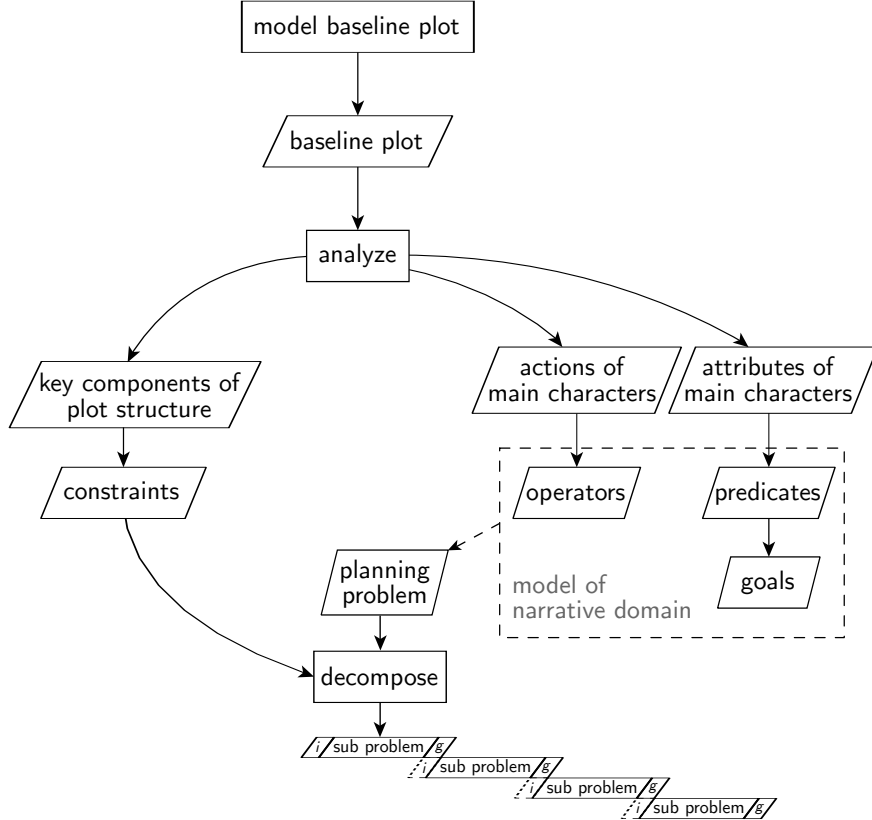 model baseline plot
baseline plot
analyze
key components of
plot structure
actions of
main characters
attributes of
main characters
constraints
operators
predicates
planning
problem
model of
narrative domain
goals
decompose
i sub problem g
i sub problem g
i sub problem g
i sub problem g